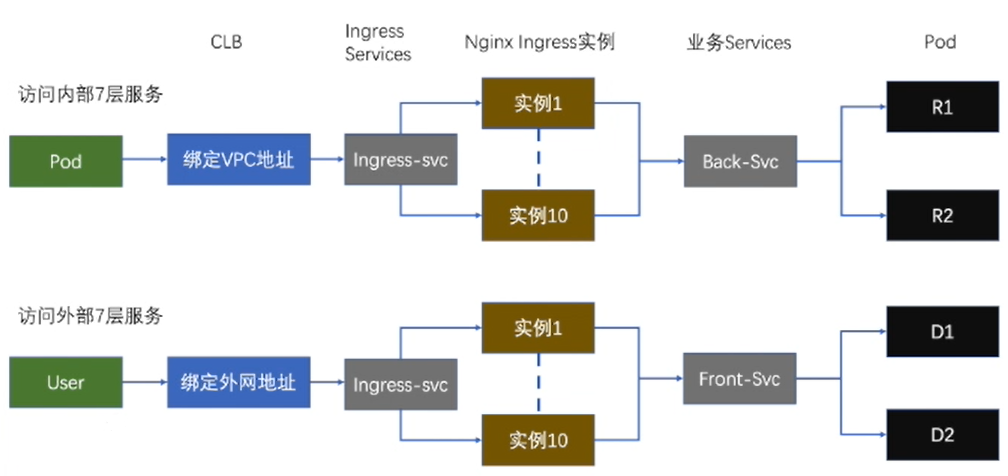 CLB
Ingress
Services
Nginx Ingress实例
业务Services
Pod
访问内部7层服务
Pod
绑定VPC地址
Ingress-svc
实例1
实例10
Back-Svc
R1
R2
访问外部7层服务
User
绑定外网地址
Ingress-svc
实例1
实例10
Front-Svc
D1
D2